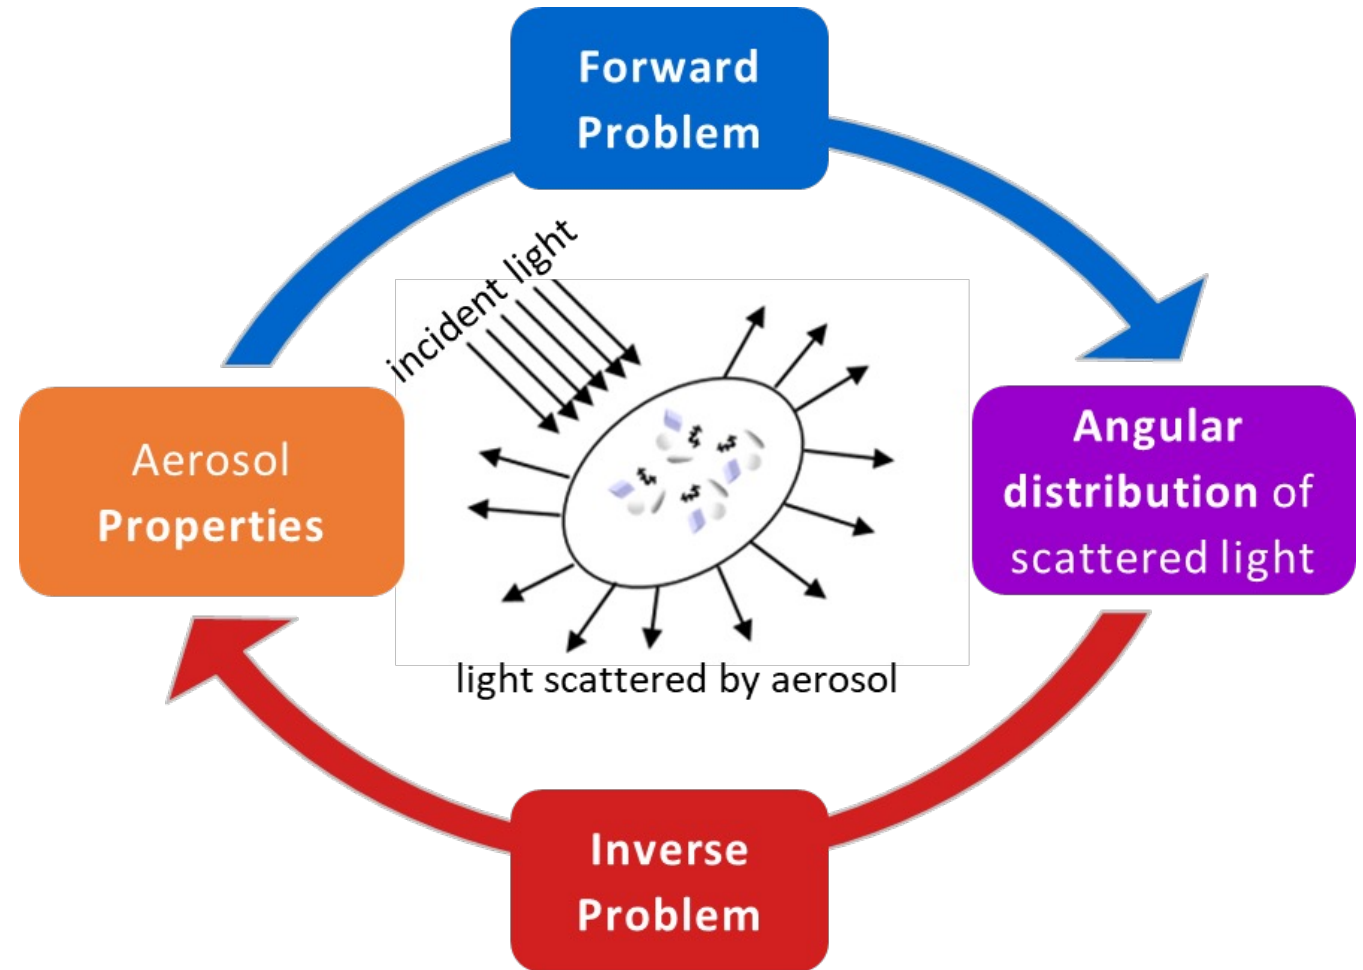 Forward
Problem
incident light
Aerosol
Properties
Angular
distribution of
scattered light
light scattered by aerosol
Inverse
Problem